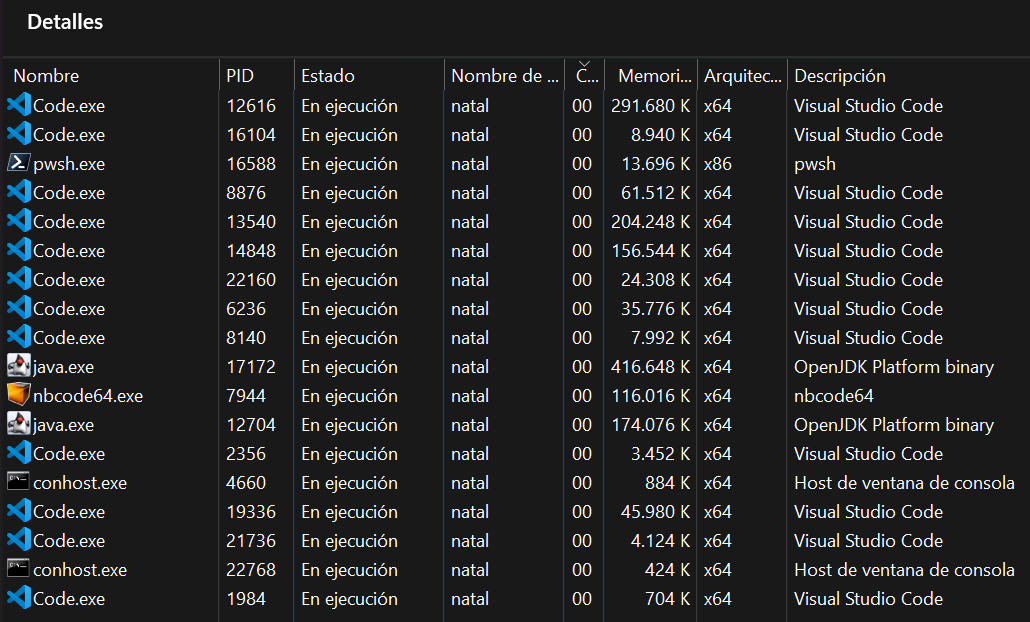 Detalles
Nombre PID Estado Nombre de ... C... Memori... Arquitec... Descripción
Code.exe 12616 En ejecución natal 00 291.680 K x64 Visual Studio Code
Code.exe 16104 En ejecución natal 00 8.940 K x64 Visual Studio Code
pwsh.exe 16588 En ejecución natal 00 13.696 K x86 pwsh
Code.exe 8876 En ejecución natal 00 61.512 K x64 Visual Studio Code
Code.exe 13540 En ejecución natal 00 204.248 K x64 Visual Studio Code
Code.exe 14848 En ejecución natal 00 156.544 K x64 Visual Studio Code
Code.exe 22160 En ejecución natal 00 24.308 K x64 Visual Studio Code
Code.exe 6236 En ejecución natal 00 35.776 K x64 Visual Studio Code
Code.exe 8140 En ejecución natal 00 7.992 K x64 Visual Studio Code
java.exe 17172 En ejecución natal 00 416.648 K x64 OpenJDK Platform binary
nbcode64.exe 7944 En ejecución natal 00 116.016 K x64 nbcode64
java.exe 12704 En ejecución natal 00 174.076 K x64 OpenJDK Platform binary
Code.exe 2356 En ejecución natal 00 3.452 K x64 Visual Studio Code
conhost.exe 4660 En ejecución natal 00 884 K x64 Host de ventana de consola
Code.exe 19336 En ejecución natal 00 45.980 K x64 Visual Studio Code
Code.exe 21736 En ejecución natal 00 4.124 K x64 Visual Studio Code
conhost.exe 22768 En ejecución natal 00 424 K x64 Host de ventana de consola
Code.exe 1984 En ejecución natal 00 704 K x64 Visual Studio Code